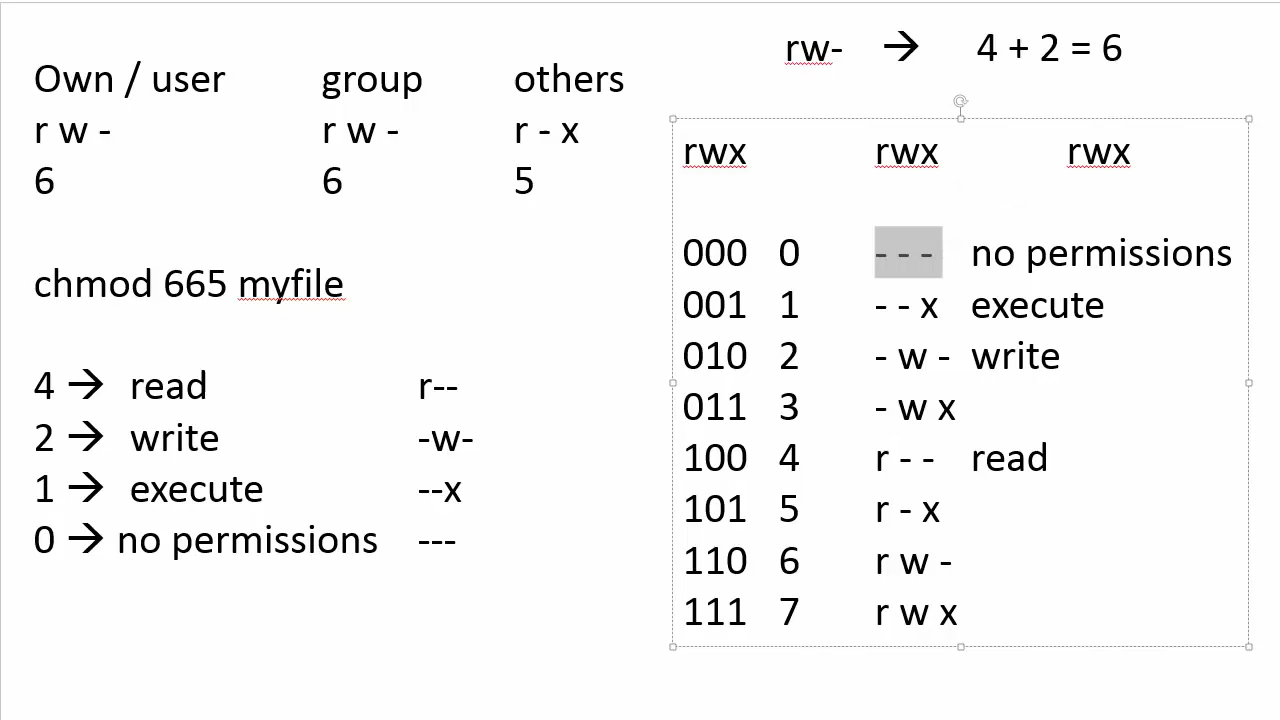 Own / user group others
r w - r w - r - x
6 6 5
chmod 665 myfile
4 → read r--
2 → write -w-
1 → execute --x
0 → no permissions ---
rw- → 4 + 2 = 6
rwx rwx rwx
000 0 - - - no permissions
001 1 - - x execute
010 2 - w - write
011 3 - w x
100 4 r - - read
101 5 r - x
110 6 r w -
111 7 r w x